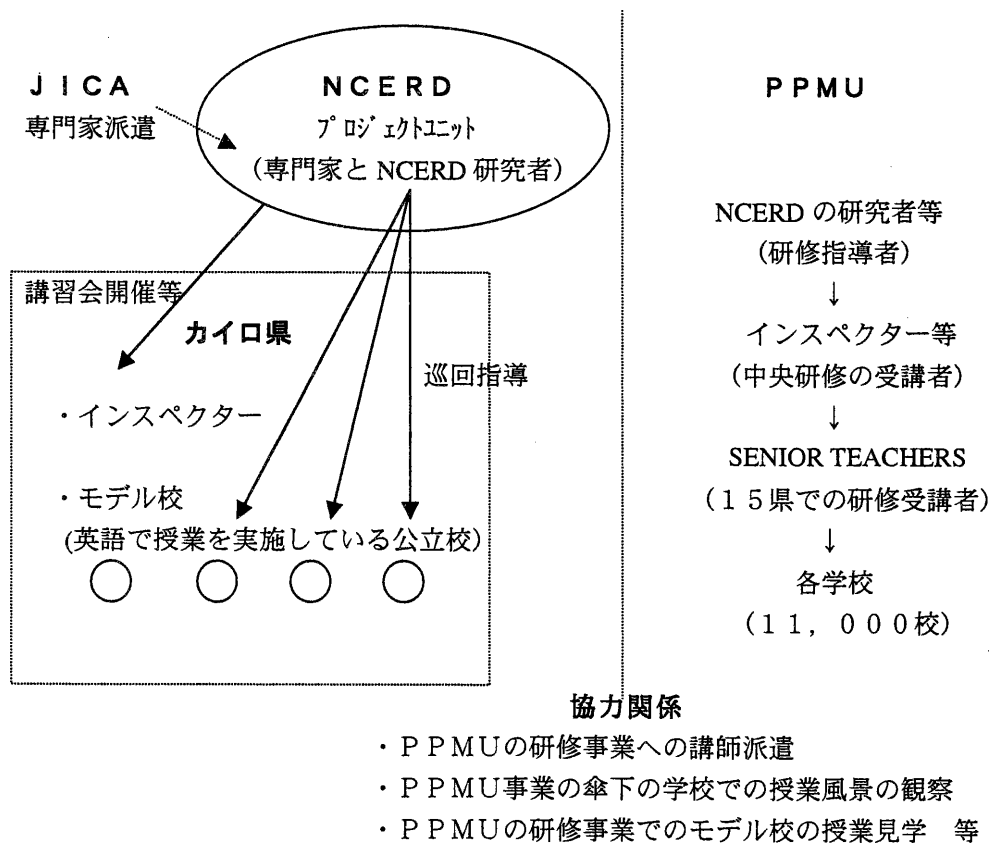 JICA
専門家派遣
NCERD
プロジェクトユニット
(専門家と NCERD 研究者)
講習会開催等
カイロ県
巡回指導
・インスペクター
・モデル校
(英語で授業を実施している公立校)
PPMU
NCERD の研究者等
(研修指導者)
↓
インスペクター等
(中央研修の受講者)
↓
SENIOR TEACHERS
(15県での研修受講者)
↓
各学校
(11,000校)
協力関係
・PPMUの研修事業への講師派遣
・PPMU事業の傘下の学校での授業風景の観察
・PPMUの研修事業でのモデル校の授業見学 等